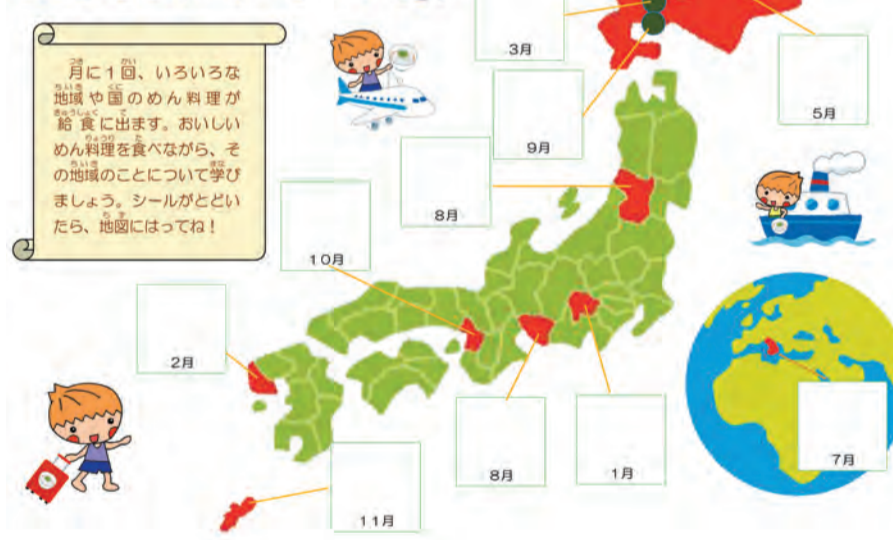 月に1回、いろいろな
地域や国のめん料理が
給食に出ます。おいしい
めん料理を食べながら、そ
の地域のことについて学び
ましょう。シールがとどい
たら、地図にはってね！
3月
5月
9月
8月
10月
2月
7月
8月
1月
11月